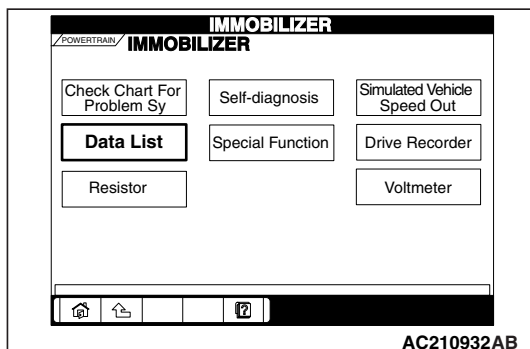 IMMOBILIZER
POWERTRAIN IMMOBILIZER
Check Chart For
Problem Sy
Self-diagnosis
Simulated Vehicle
Speed Out
Data List
Special Function
Drive Recorder
Resistor
Voltmeter
?
AC210932AB